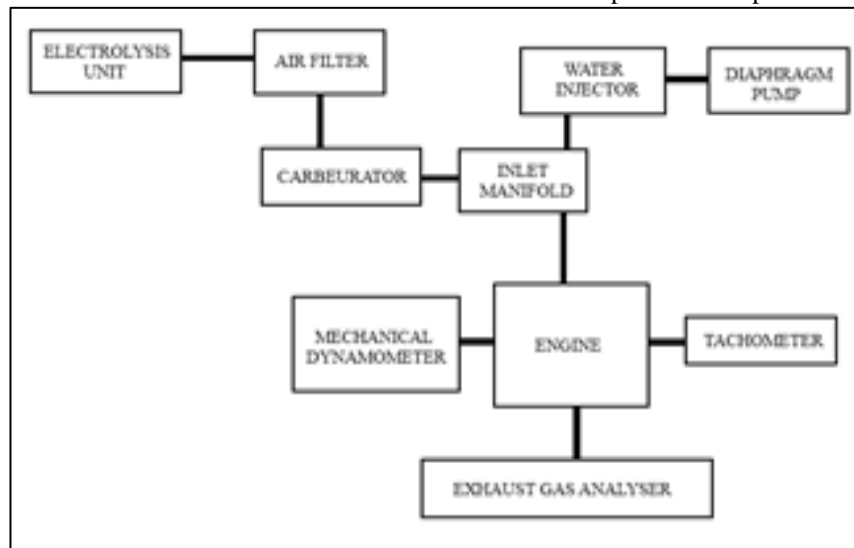 ELECTROLYSIS
UNIT
AIR FILTER
WATER
INJECTOR
DIAPHRAGM
PUMP
CARBEURATOR
INLET
MANIFOLD
MECHANICAL
DYNAMOMETER
ENGINE
TACHOMETER
EXHAUST GAS ANALYSER